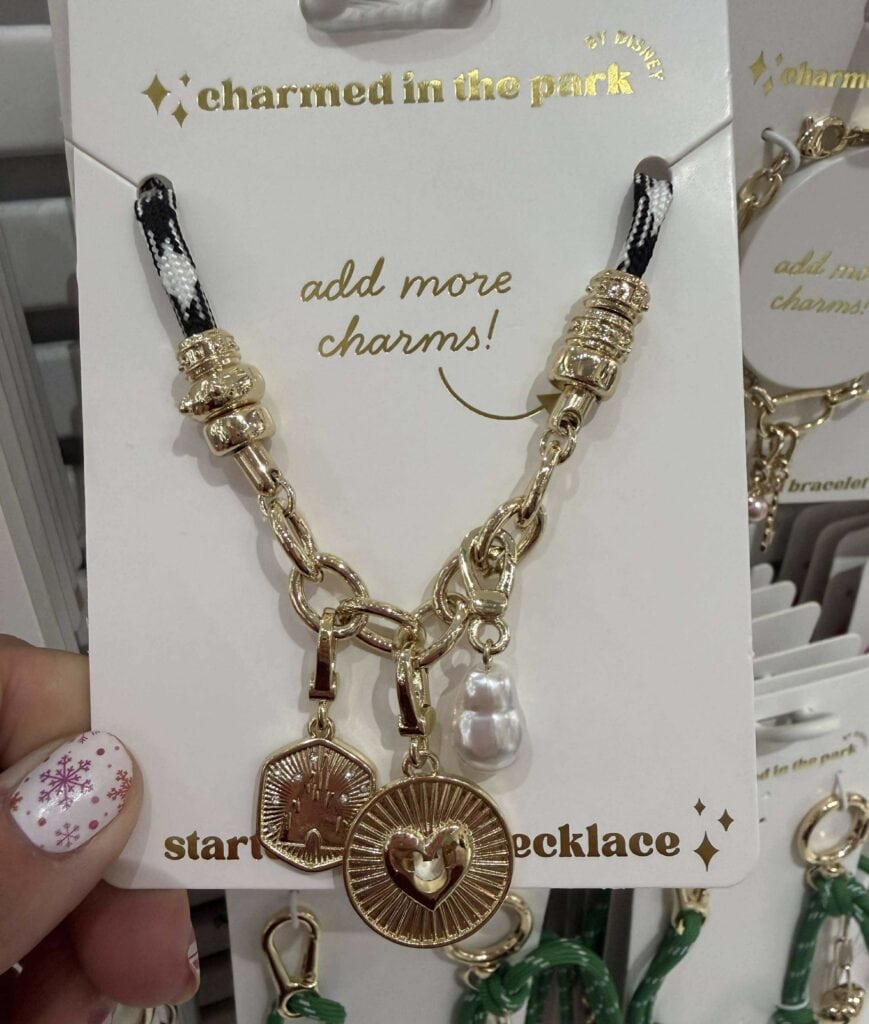 BY DISNEY
charmed in the park
add more
charms!
charmed
add mo
charms!
bracelet
start ecklace
ed in the park